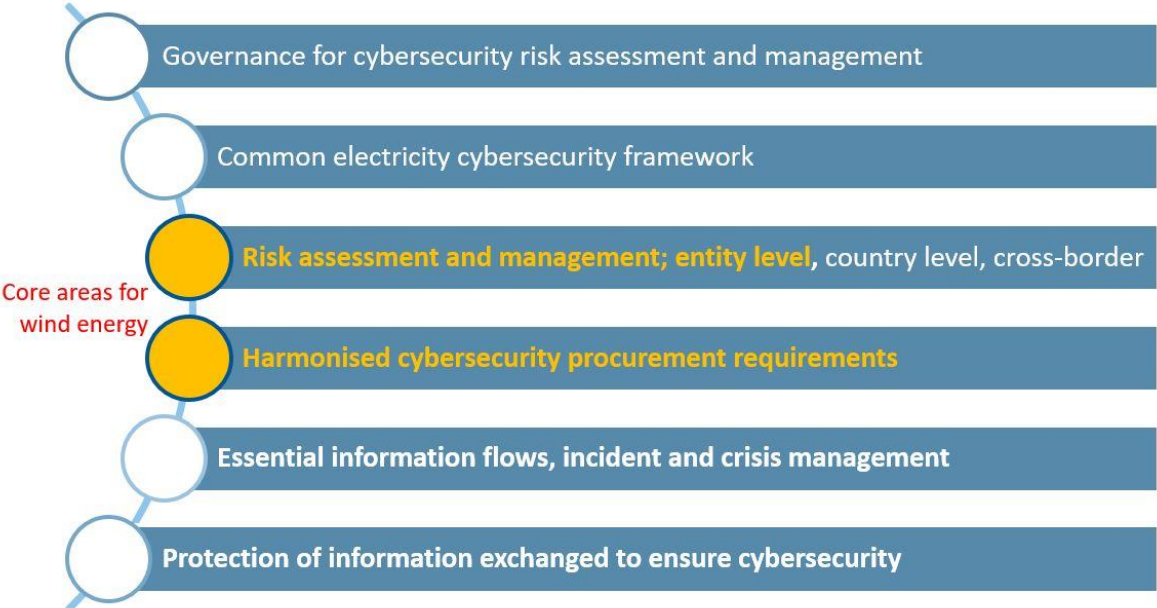 Governance for cybersecurity risk assessment and management
Common electricity cybersecurity framework
Risk assessment and management; entity level, country level, cross-border
Core areas for
wind energy
Harmonised cybersecurity procurement requirements
Essential information flows, incident and crisis management
Protection of information exchanged to ensure cybersecurity